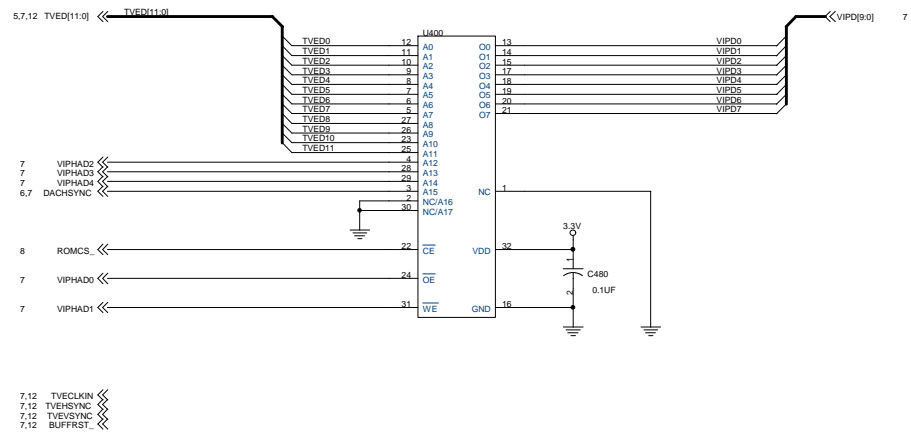 5,7,12 TVED[11:0] TVED[11:0] VIPD[9:0] 7
U400
TVED0 12 A0 O0 13 VIPD0
TVED1 11 A1 O1 14 VIPD1
TVED2 10 A2 O2 15 VIPD2
TVED3 9 A3 O3 17 VIPD3
TVED4 8 A4 O4 18 VIPD4
TVED5 7 A5 O5 19 VIPD5
TVED6 6 A6 O6 20 VIPD6
TVED7 5 A7 O7 21 VIPD7
TVED8 27 A8
TVED9 26 A9
TVED10 23 A10
TVED11 25 A11
7 VIPHAD2 4 A12
7 VIPHAD3 28 A13
7 VIPHAD4 29 A14
6,7 DACHSYNC 3 A15 NC 1
2 NC/A16
30 NC/A17
3.3V
8 ROMCS_ 22 CE VDD 32
1
C480
7 VIPHAD0 24 OE
2 0.1UF
7 VIPHAD1 31 WE GND 16
7,12 TVECLKIN
7,12 TVEHSYNC
7,12 TVEVSYNC
7,12 BUFFRST_